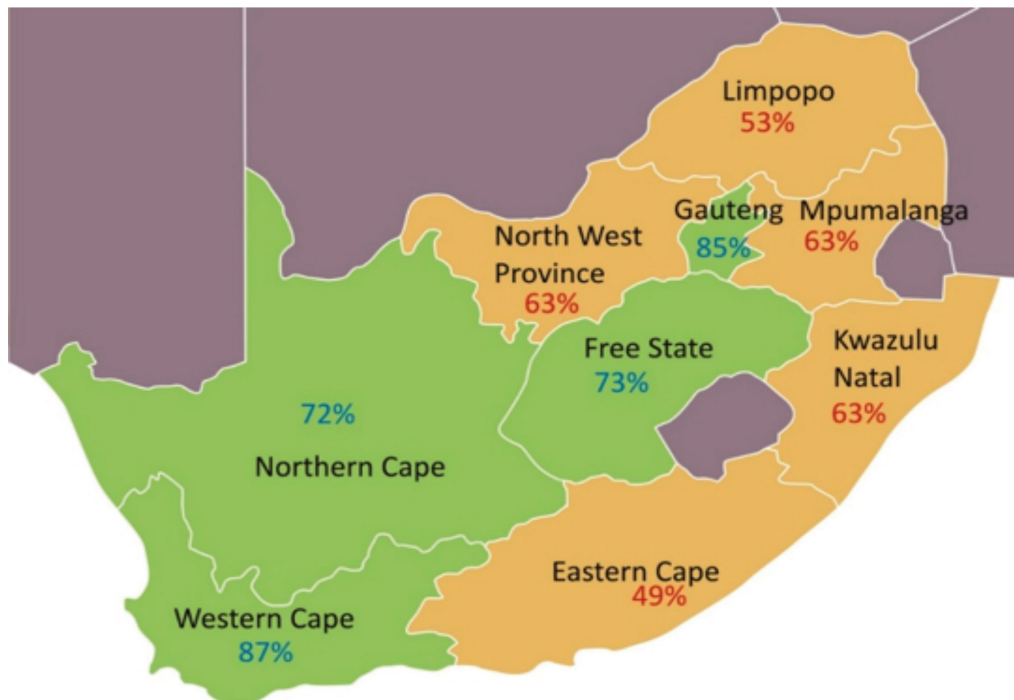 Limpopo
53%
Gauteng
85%
Mpumalanga
63%
North West
Province
63%
Free State
73%
Kwazulu
Natal
63%
72%
Northern Cape
Eastern Cape
49%
Western Cape
87%